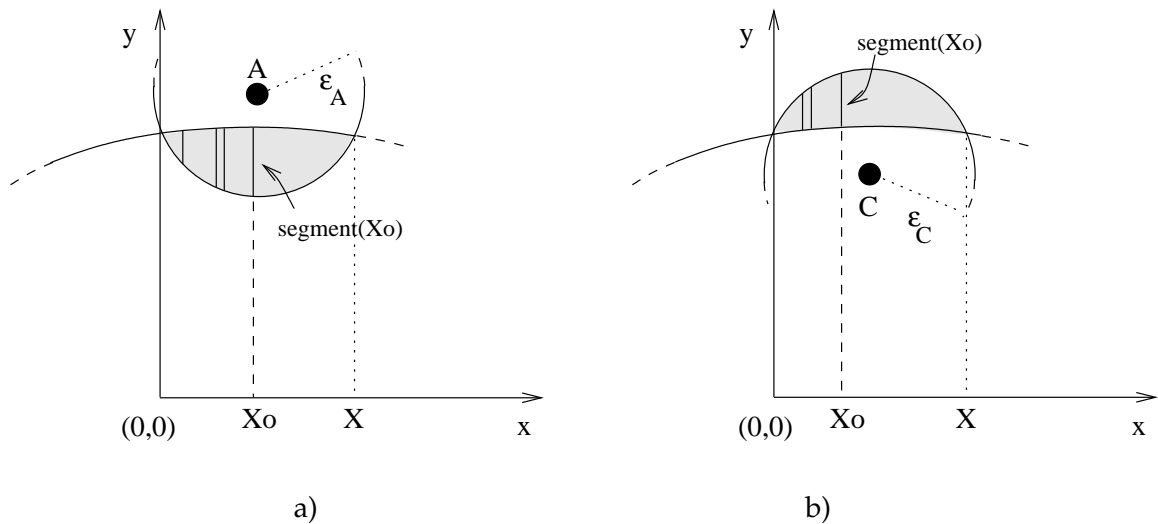 y
A
ε_A
segment(Xo)
(0,0)
Xo
X
x
a)
y
segment(Xo)
C
ε_C
(0,0)
Xo
X
x
b)